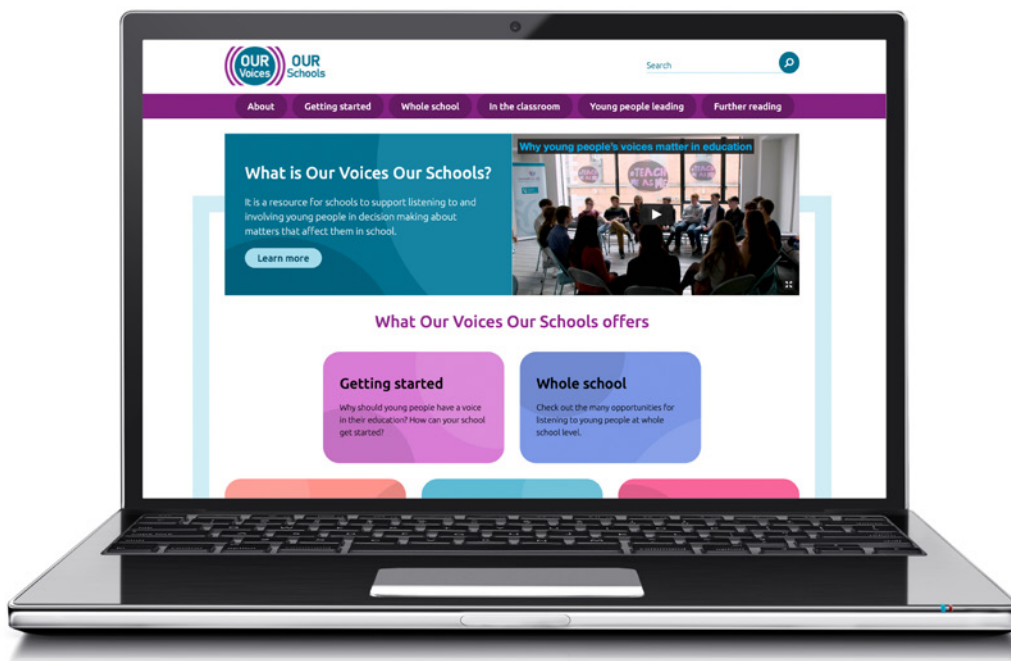 OUR
Voices
OUR
Schools
Search
About Getting started Whole school In the classroom Young people leading Further reading
What is Our Voices Our Schools?
It is a resource for schools to support listening to and
involving young people in decision making about
matters that affect them in school.
Learn more
Why young people's voices matter in education
#TEACH
What Our Voices Our Schools offers
Getting started
Why should young people have a voice
in their education? How can your school
get started?
Whole school
Check out the many opportunities for
listening to young people at whole
school level.